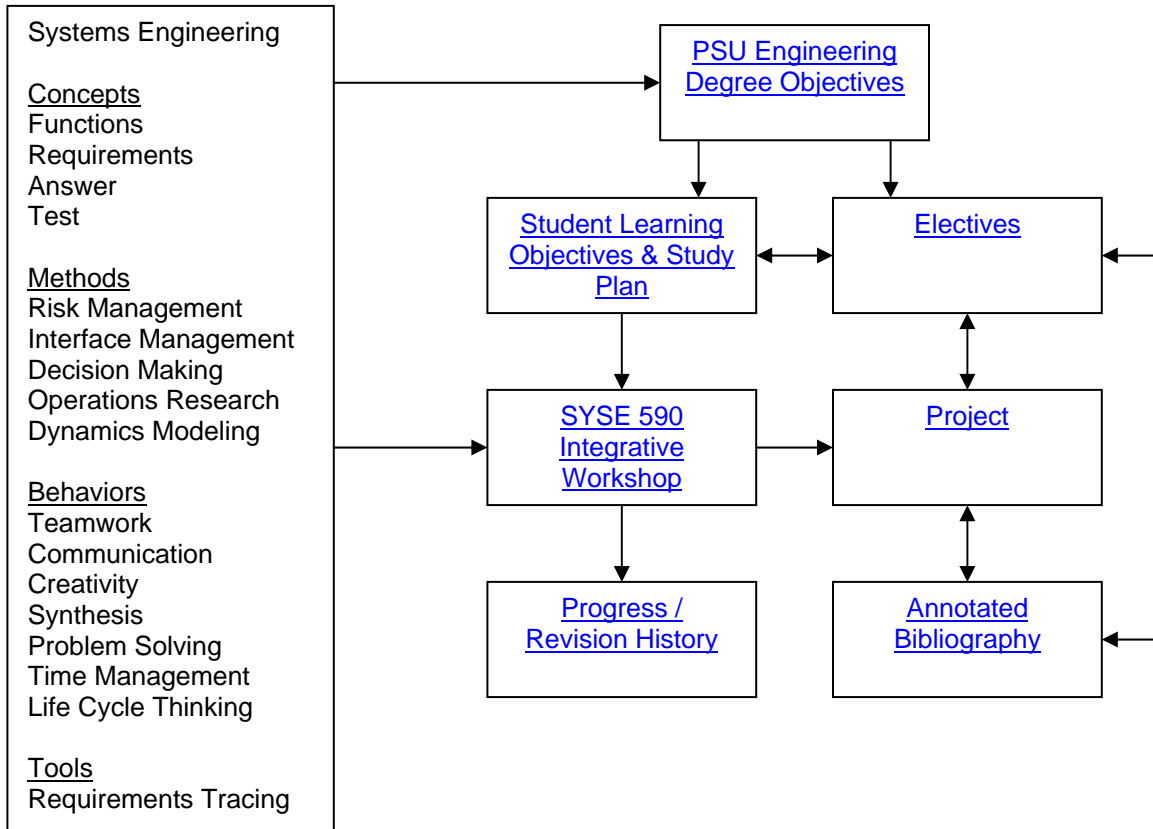 Systems Engineering
Concepts
Functions
Requirements
Answer
Test
Methods
Risk Management
Interface Management
Decision Making
Operations Research
Dynamics Modeling
Behaviors
Teamwork
Communication
Creativity
Synthesis
Problem Solving
Time Management
Life Cycle Thinking
Tools
Requirements Tracing
PSU Engineering
Degree Objectives
Student Learning
Objectives & Study
Plan
Electives
SYSE 590
Integrative
Workshop
Project
Progress /
Revision History
Annotated
Bibliography